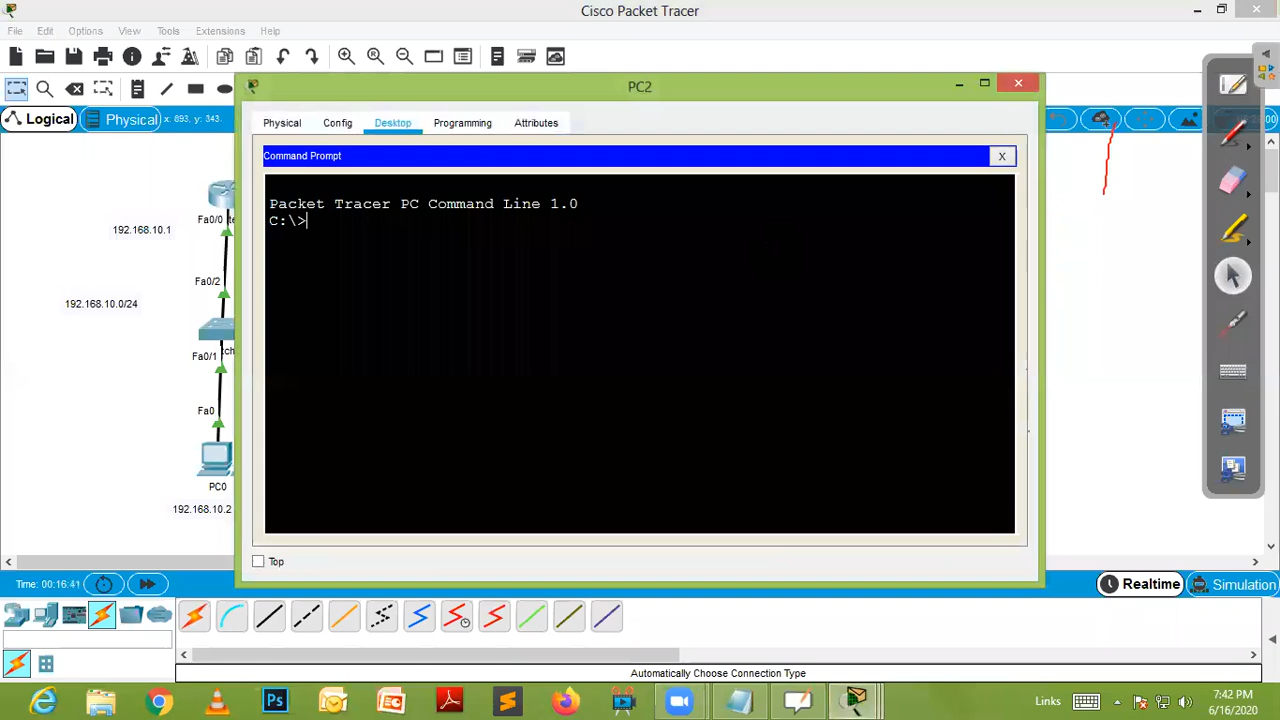 Cisco Packet Tracer
File Edit Options View Tools Extensions Help
PC2
Logical Physical x: 893, y: 343.
Physical Config Desktop Programming Attributes
Command Prompt
X
Packet Tracer PC Command Line 1.0
C:\>
Fa0/0
192.168.10.1
Fa0/2
192.168.10.0/24
Fa0/1
Fa0
PC0
192.168.10.2
Top
Time: 00:16:41
Realtime Simulation
Automatically Choose Connection Type
Links
7:42 PM
6/16/2020